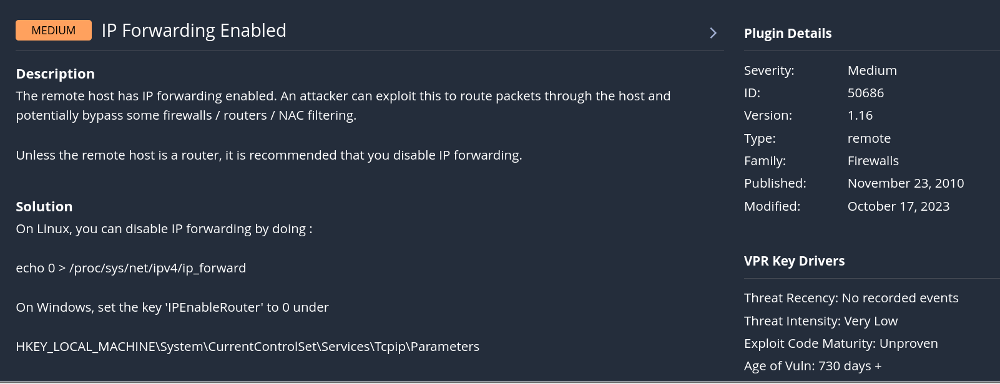 MEDIUM IP Forwarding Enabled
Description
The remote host has IP forwarding enabled. An attacker can exploit this to route packets through the host and
potentially bypass some firewalls / routers / NAC filtering.
Unless the remote host is a router, it is recommended that you disable IP forwarding.
Solution
On Linux, you can disable IP forwarding by doing :
echo 0 > /proc/sys/net/ipv4/ip_forward
On Windows, set the key 'IPEnableRouter' to 0 under
HKEY_LOCAL_MACHINE\System\CurrentControlSet\Services\Tcpip\Parameters
Plugin Details
Severity: Medium
ID: 50686
Version: 1.16
Type: remote
Family: Firewalls
Published: November 23, 2010
Modified: October 17, 2023
VPR Key Drivers
Threat Recency: No recorded events
Threat Intensity: Very Low
Exploit Code Maturity: Unproven
Age of Vuln: 730 days +